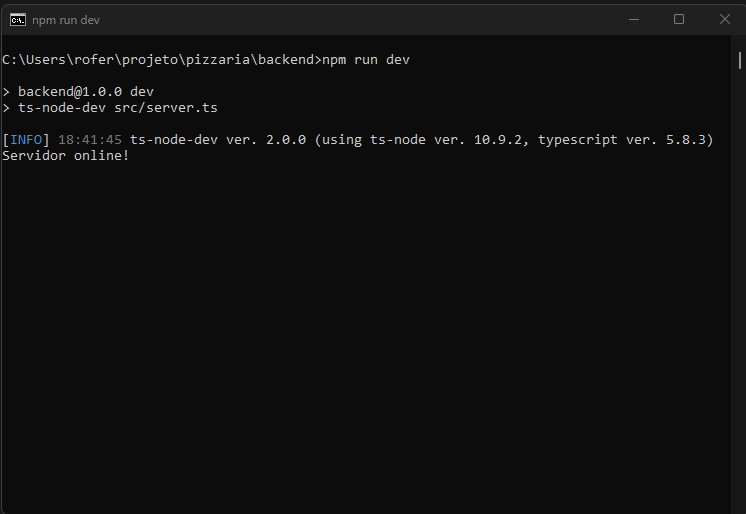 npm run dev
C:\Users\rofer\projeto\pizzaria\backend>npm run dev
> backend@1.0.0 dev
> ts-node-dev src/server.ts
[INFO] 18:41:45 ts-node-dev ver. 2.0.0 (using ts-node ver. 10.9.2, typescript ver. 5.8.3)
Servidor online!